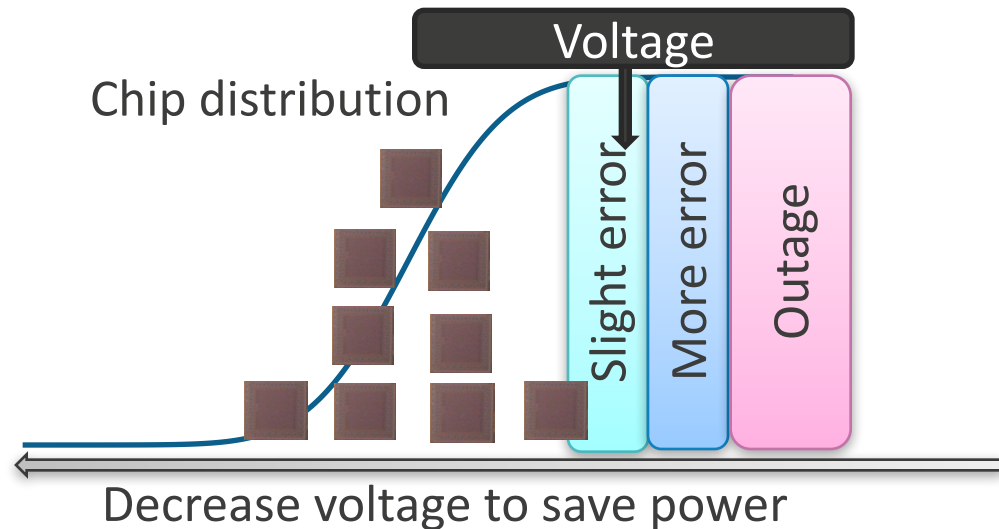 Voltage
Chip distribution
Slight error
More error
Outage
Decrease voltage to save power